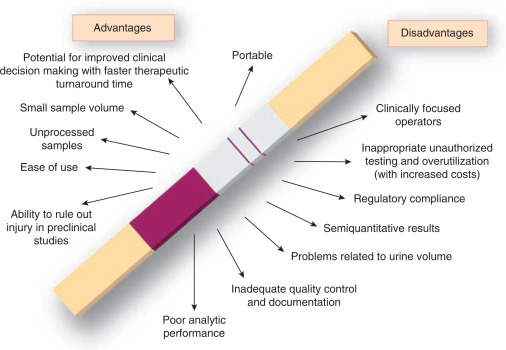 Advantages
Disadvantages
Potential for improved clinical
decision making with faster therapeutic
turnaround time
Portable
Small sample volume
Unprocessed
samples
Ease of use
Ability to rule out
injury in preclinical
studies
Clinically focused
operators
Inappropriate unauthorized
testing and overutilization
(with increased costs)
Regulatory compliance
Semiquantitative results
Problems related to urine volume
Inadequate quality control
and documentation
Poor analytic
performance